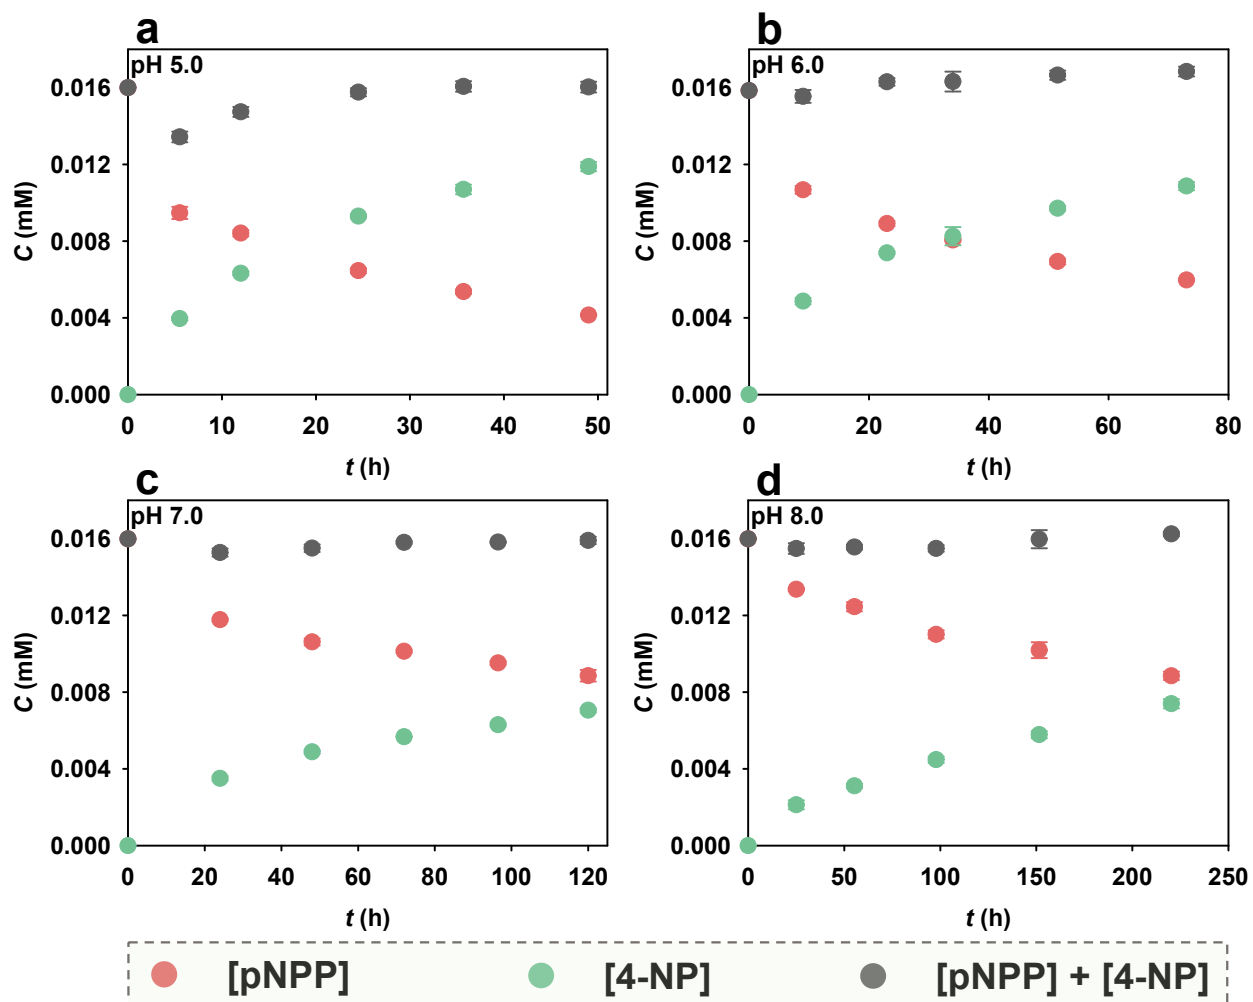 a
pH 5.0
0.016
0.012
0.008
0.004
0.000
C (mM)
0 10 20 30 40 50
t (h)
b
pH 6.0
0.016
0.012
0.008
0.004
0.000
C (mM)
0 20 40 60 80
t (h)
c
pH 7.0
0.016
0.012
0.008
0.004
0.000
C (mM)
0 20 40 60 80 100 120
t (h)
d
pH 8.0
0.016
0.012
0.008
0.004
0.000
C (mM)
0 50 100 150 200 250
t (h)
[pNPP] [4-NP] [pNPP] + [4-NP]